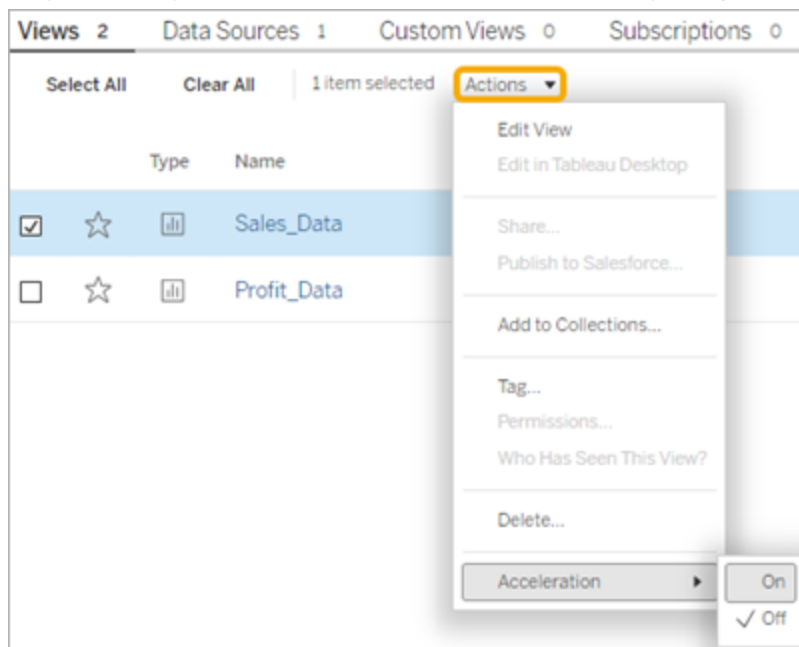 Views 2 Data Sources 1 Custom Views 0 Subscriptions 0
Select All Clear All 1 item selected Actions
Type Name
Sales_Data
Profit_Data
Edit View
Edit in Tableau Desktop
Share...
Publish to Salesforce...
Add to Collections...
Tag...
Permissions...
Who Has Seen This View?
Delete...
Acceleration
On
Off